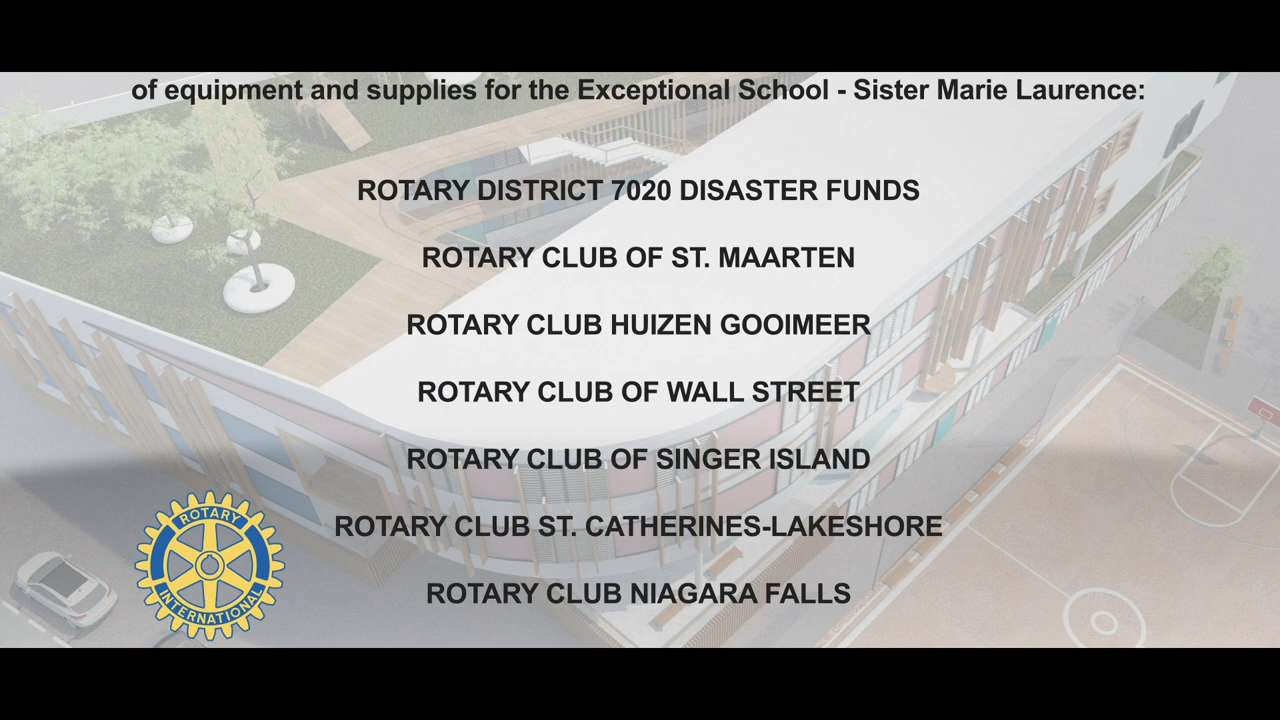 of equipment and supplies for the Exceptional School - Sister Marie Laurence:
ROTARY DISTRICT 7020 DISASTER FUNDS
ROTARY CLUB OF ST. MAARTEN
ROTARY CLUB HUIZEN GOOIMEER
ROTARY CLUB OF WALL STREET
ROTARY CLUB OF SINGER ISLAND
ROTARY CLUB ST. CATHERINES-LAKESHORE
ROTARY CLUB NIAGARA FALLS
ROTARY
INTERNATIONAL